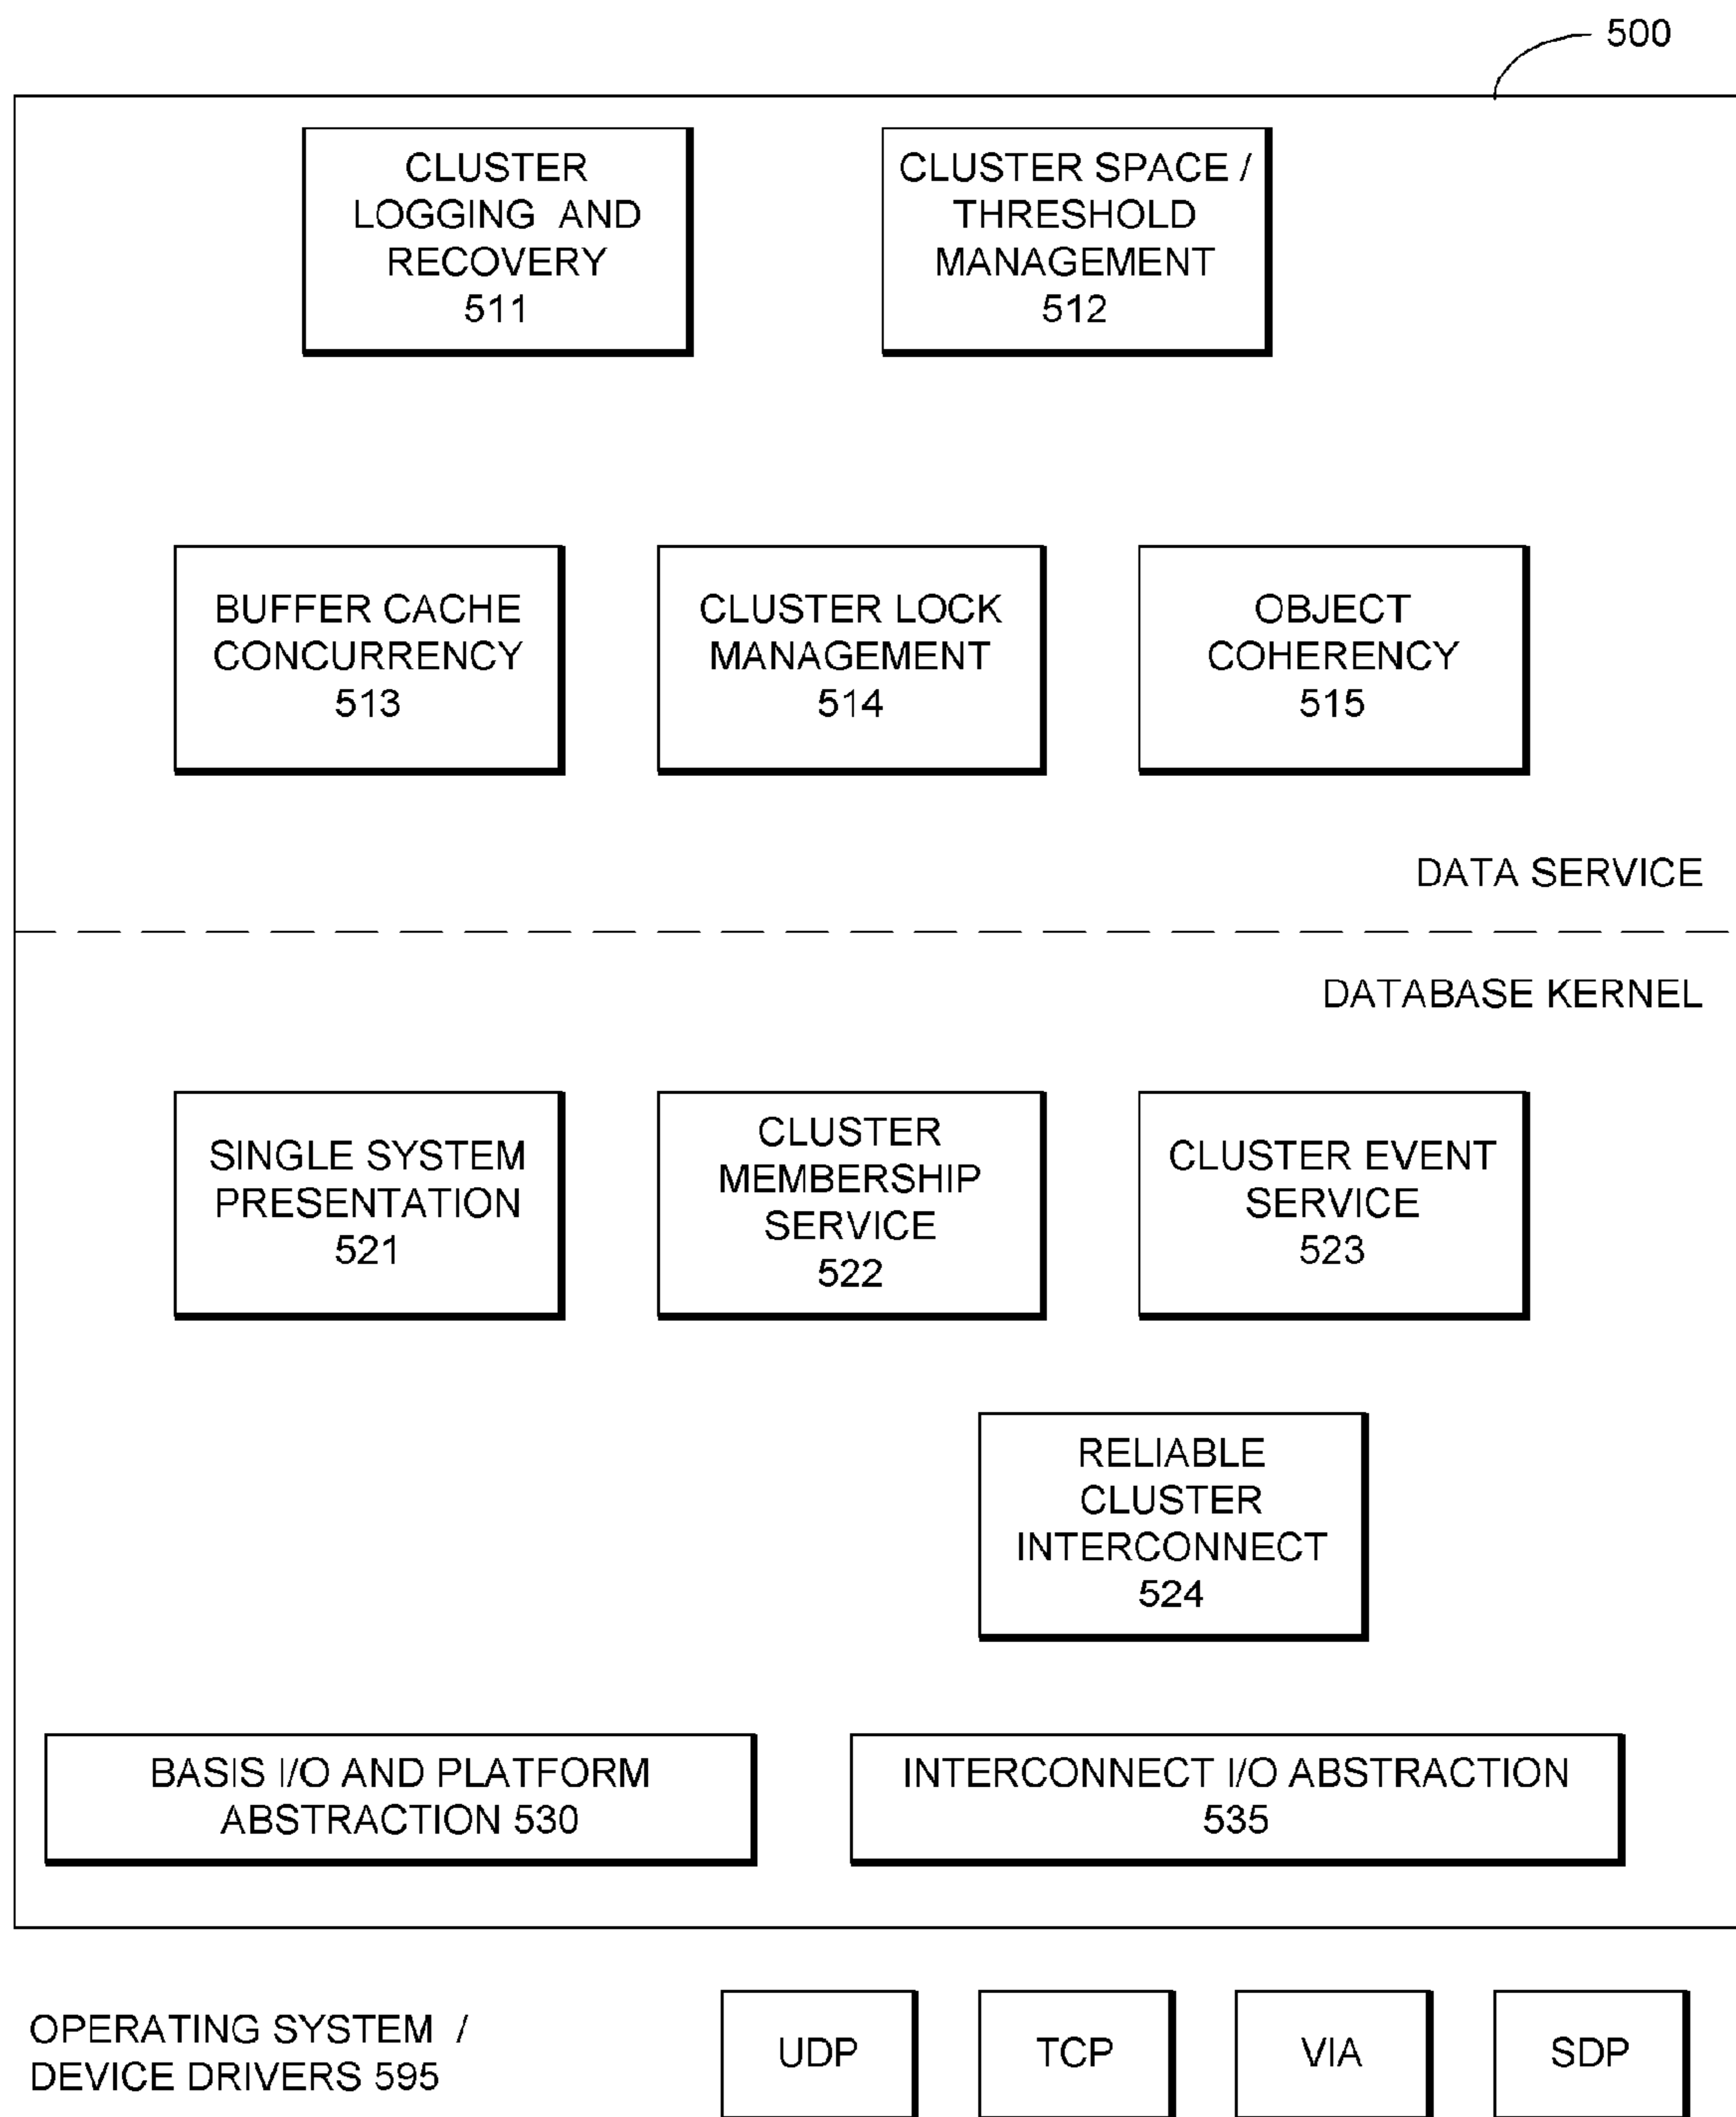 500
CLUSTER
LOGGING AND
RECOVERY
511
CLUSTER SPACE /
THRESHOLD
MANAGEMENT
512
BUFFER CACHE
CONCURRENCY
513
CLUSTER LOCK
MANAGEMENT
514
OBJECT
COHERENCY
515
DATA SERVICE
DATABASE KERNEL
SINGLE SYSTEM
PRESENTATION
521
CLUSTER
MEMBERSHIP
SERVICE
522
CLUSTER EVENT
SERVICE
523
RELIABLE
CLUSTER
INTERCONNECT
524
BASIS I/O AND PLATFORM
ABSTRACTION 530
INTERCONNECT I/O ABSTRACTION
535
OPERATING SYSTEM /
DEVICE DRIVERS 595
UDP
TCP
VIA
SDP